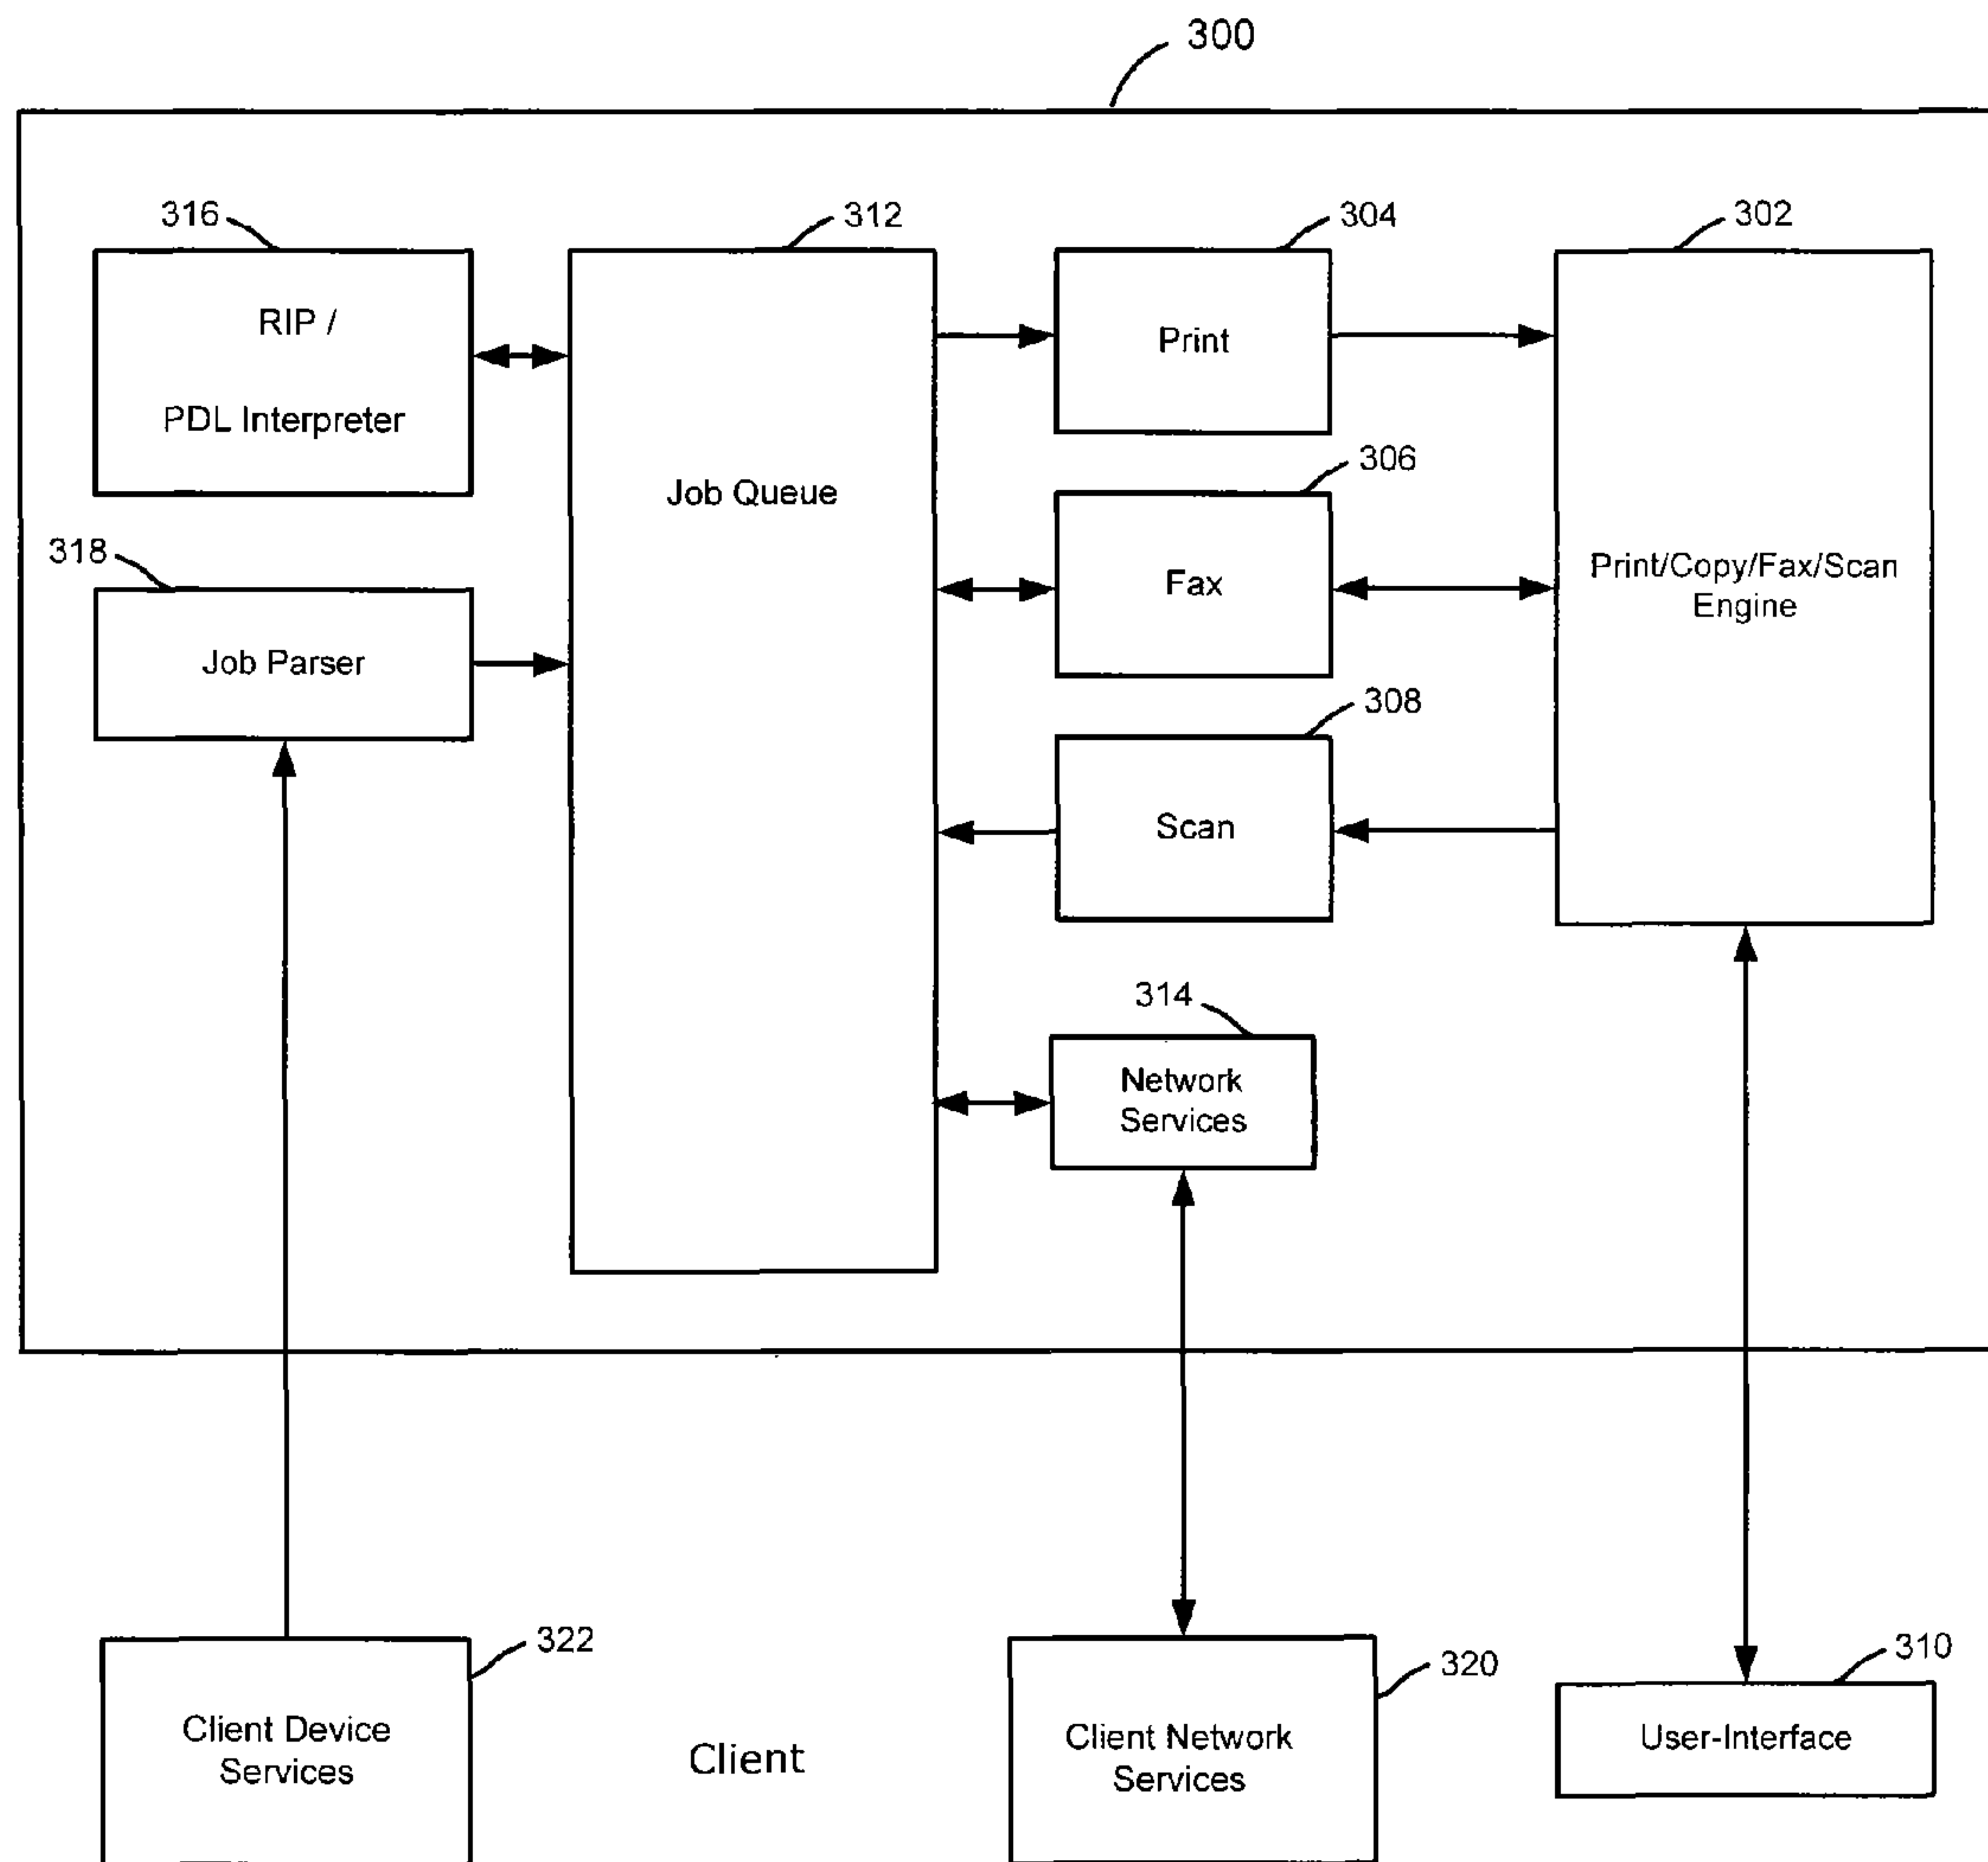 300
316
312
304
302
RIP /
PDL Interpreter
Job Queue
Print
Print/Copy/Fax/Scan
Engine
306
Fax
318
Job Parser
308
Scan
314
Network
Services
322
Client Device
Services
Client
320
Client Network
Services
310
User-Interface